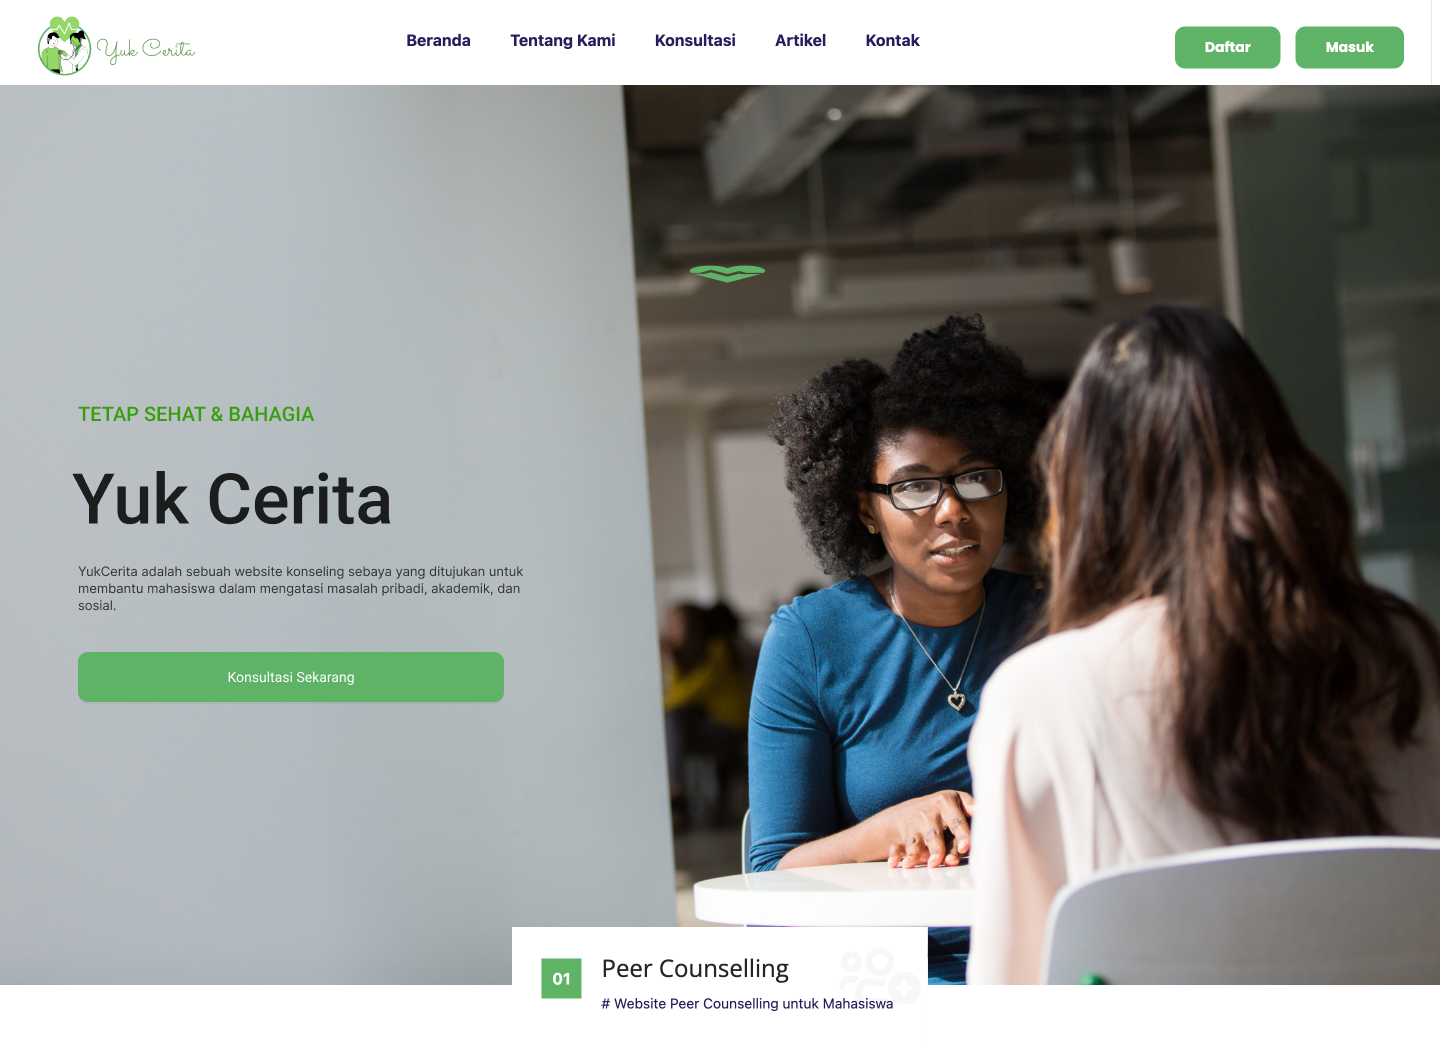 Yuk Cerita
Beranda
Tentang Kami
Konsultasi
Artikel
Kontak
Daftar
Masuk
TETAP SEHAT & BAHAGIA
Yuk Cerita
YukCerita adalah sebuah website konseling sebaya yang ditujukan untuk
membantu mahasiswa dalam mengatasi masalah pribadi, akademik, dan
sosial.
Konsultasi Sekarang
01
Peer Counselling
# Website Peer Counselling untuk Mahasiswa